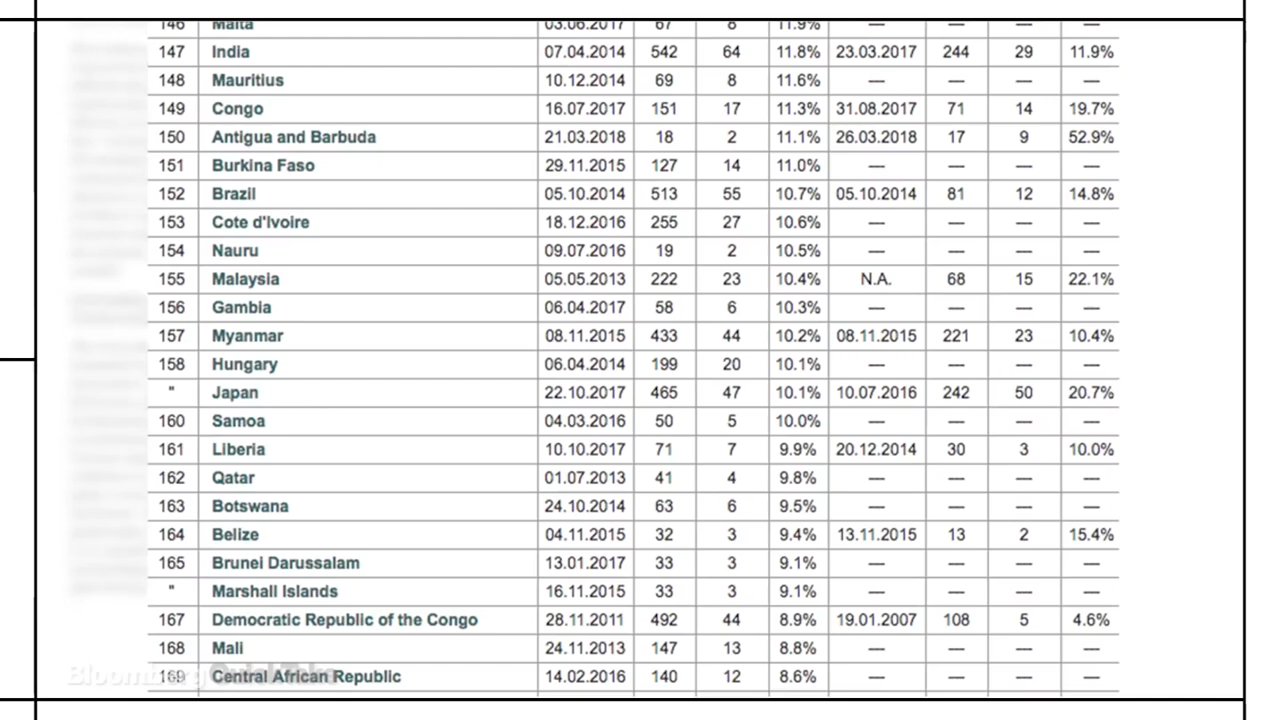 146 Malta 03.06.2017 67 8 11.9% — — —
147 India 07.04.2014 542 64 11.8% 23.03.2017 244 29 11.9%
148 Mauritius 10.12.2014 69 8 11.6% — — —
149 Congo 16.07.2017 151 17 11.3% 31.08.2017 71 14 19.7%
150 Antigua and Barbuda 21.03.2018 18 2 11.1% 26.03.2018 17 9 52.9%
151 Burkina Faso 29.11.2015 127 14 11.0% — — —
152 Brazil 05.10.2014 513 55 10.7% 05.10.2014 81 12 14.8%
153 Cote d'Ivoire 18.12.2016 255 27 10.6% — — —
154 Nauru 09.07.2016 19 2 10.5% — — —
155 Malaysia 05.05.2013 222 23 10.4% N.A. 68 15 22.1%
156 Gambia 06.04.2017 58 6 10.3% — — —
157 Myanmar 08.11.2015 433 44 10.2% 08.11.2015 221 23 10.4%
158 Hungary 06.04.2014 199 20 10.1% — — —
" Japan 22.10.2017 465 47 10.1% 10.07.2016 242 50 20.7%
160 Samoa 04.03.2016 50 5 10.0% — — —
161 Liberia 10.10.2017 71 7 9.9% 20.12.2014 30 3 10.0%
162 Qatar 01.07.2013 41 4 9.8% — — —
163 Botswana 24.10.2014 63 6 9.5% — — —
164 Belize 04.11.2015 32 3 9.4% 13.11.2015 13 2 15.4%
165 Brunei Darussalam 13.01.2017 33 3 9.1% — — —
" Marshall Islands 16.11.2015 33 3 9.1% — — —
167 Democratic Republic of the Congo 28.11.2011 492 44 8.9% 19.01.2007 108 5 4.6%
168 Mali 24.11.2013 147 13 8.8% — — —
169 Central African Republic 14.02.2016 140 12 8.6% — — —
Bloomberg QuickTake